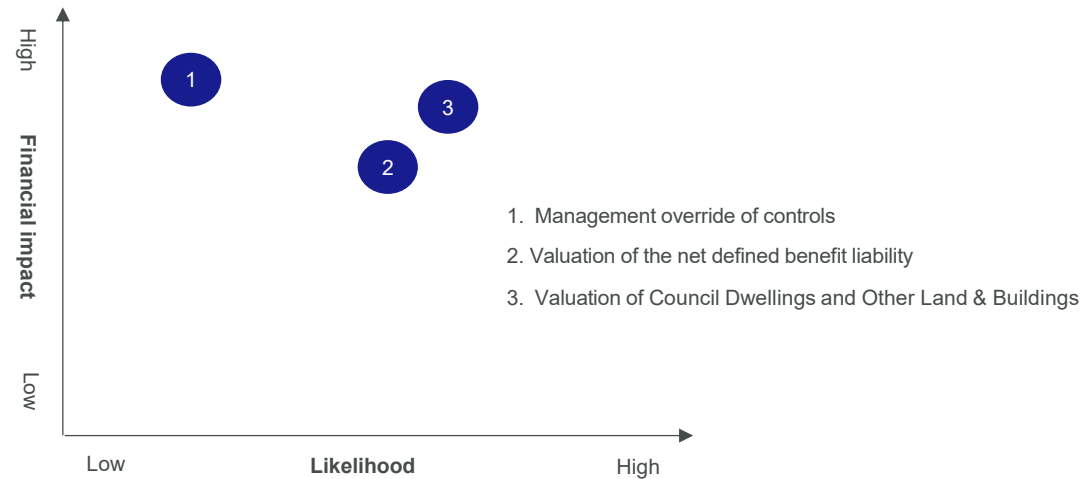 High
Financial impact
Low
1
3
2
1. Management override of controls
2. Valuation of the net defined benefit liability
3. Valuation of Council Dwellings and Other Land & Buildings
Low
Likelihood
High